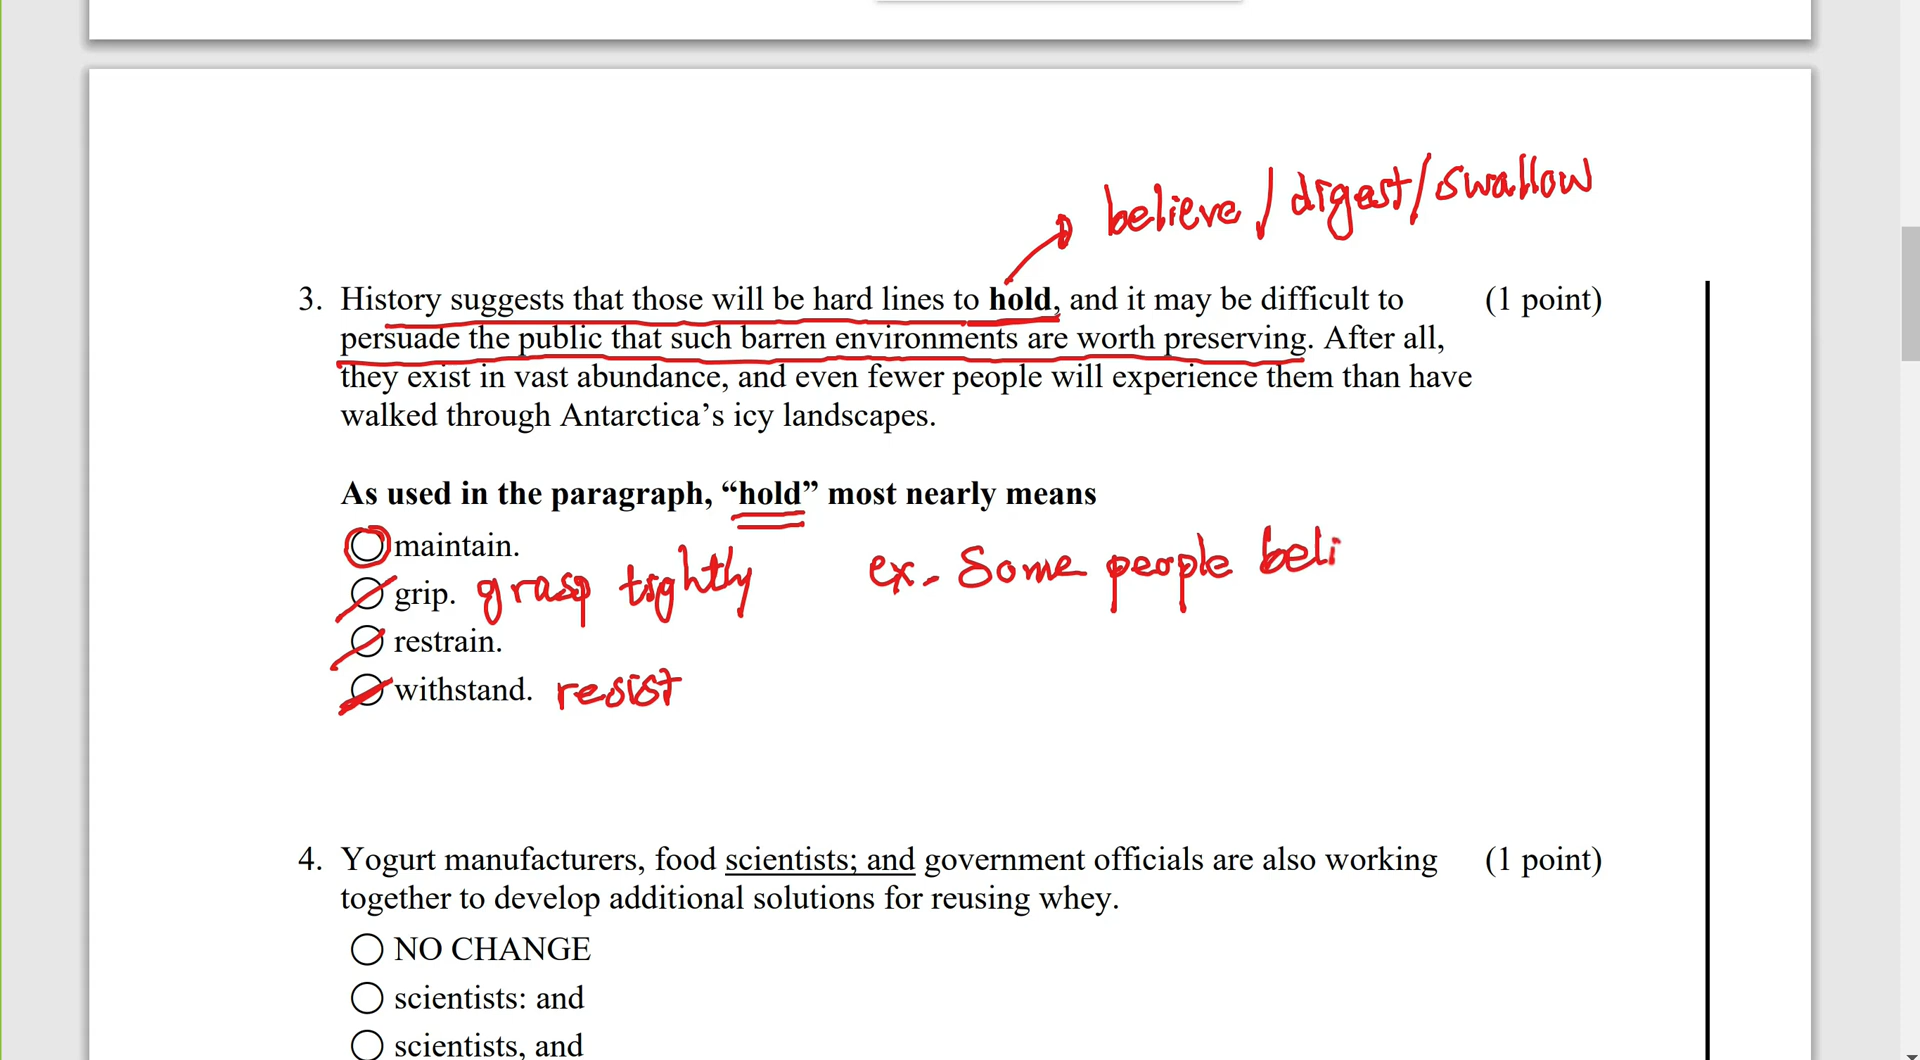 believe / digest / swallow
3. History suggests that those will be hard lines to hold, and it may be difficult to (1 point)
persuade the public that such barren environments are worth preserving. After all,
they exist in vast abundance, and even fewer people will experience them than have
walked through Antarctica’s icy landscapes.
As used in the paragraph, “hold” most nearly means
maintain.
ex- Some people beli
grip. grasp tightly
restrain.
withstand. resist
4. Yogurt manufacturers, food scientists; and government officials are also working (1 point)
together to develop additional solutions for reusing whey.
NO CHANGE
scientists: and
scientists, and